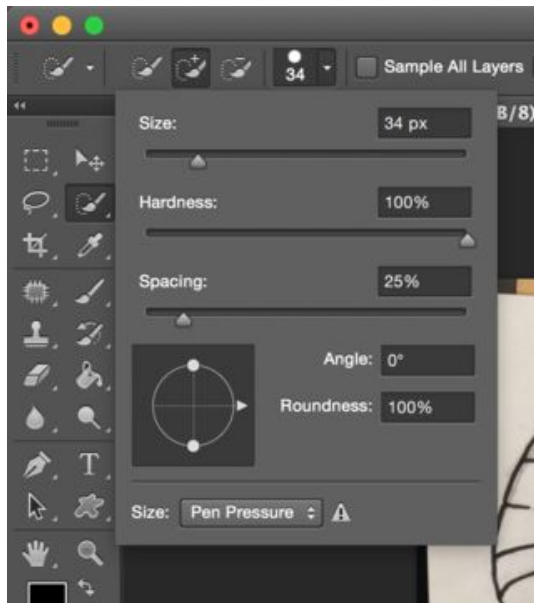 34
Sample All Layers
8/8)
Size:
34 px
Hardness:
100%
Spacing:
25%
Angle:
0°
Roundness:
100%
T
Size:
Pen Pressure